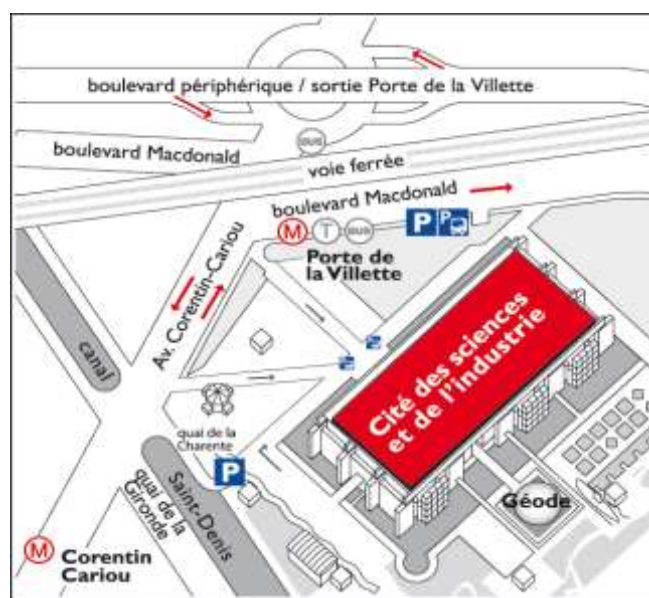 boulevard périphérique / sortie Porte de la Villette
boulevard Macdonald
BUS
voie ferrée
boulevard Macdonald
M T BUS
P P
Porte de
la Villette
Av. Corentin-Cariou
canal
Cité des sciences
et de l'industrie
quai de la
Charente
P
Saint-Denis
quai de la
Gironde
Géode
M
Corentin
Cariou